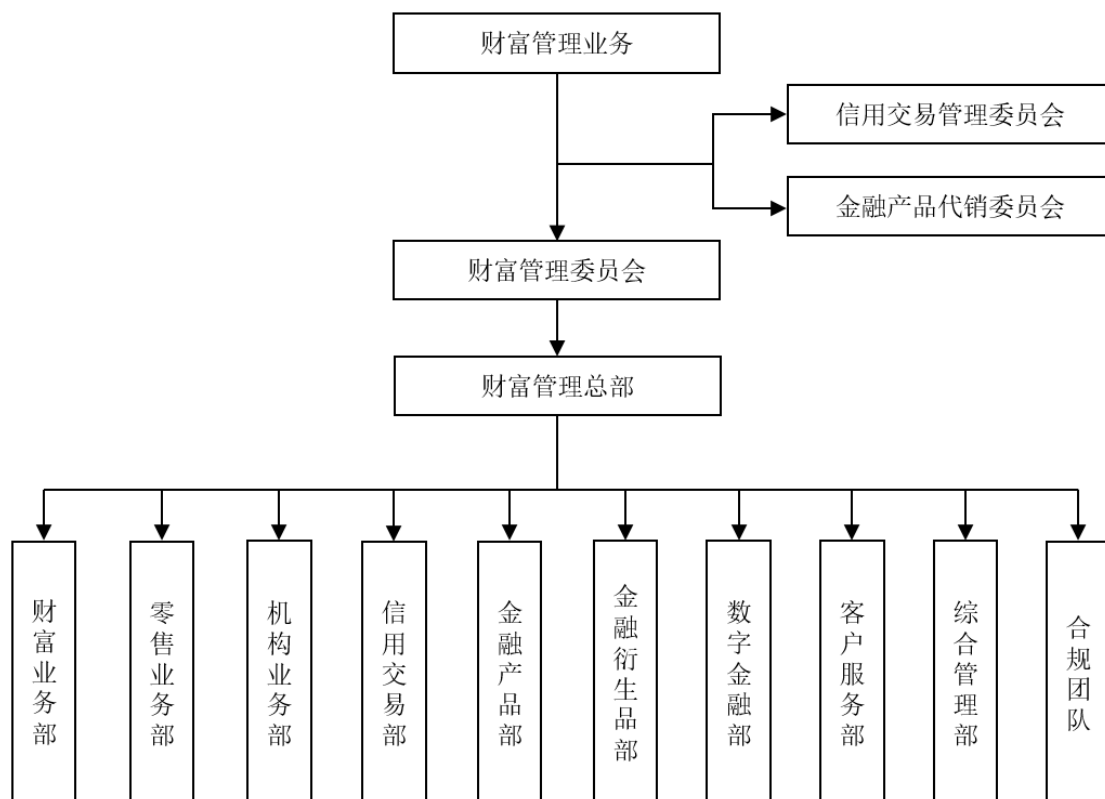 财富管理业务
信用交易管理委员会
金融产品代销委员会
财富管理委员会
财富管理总部
财富业务部
零售业务部
机构业务部
信用交易部
金融产品部
金融衍生品部
数字金融部
客户服务部
综合管理部
合规团队